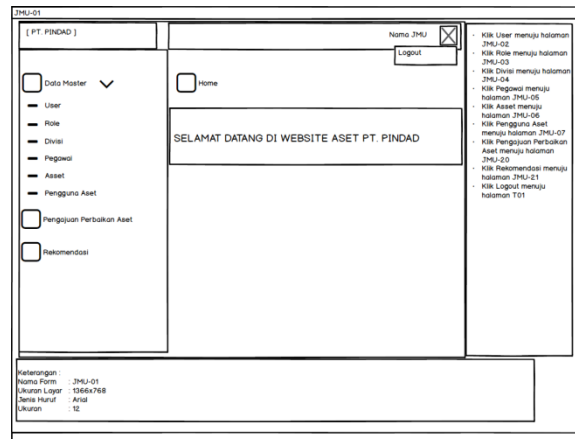 JMU-01
[ PT. PINDAD ]
Nama JMU
Logout
Data Master
User
Role
Divisi
Pegawai
Asset
Pengguna Aset
Pengajuan Perbaikan Aset
Rekomendasi
Home
SELAMAT DATANG DI WEBSITE ASET PT. PINDAD
· Klik User menuju halaman
JMU-02
· Klik Role menuju halaman
JMU-03
· Klik Divisi menuju halaman
JMU-04
· Klik Pegawai menuju
halaman JMU-05
· Klik Asset menuju
halaman JMU-06
· Klik Pengguna Aset
menuju halaman JMU-07
· Klik Pengajuan Perbaikan
Aset menuju halaman
JMU-20
· Klik Rekomendasi menuju
halaman JMU-21
· Klik Logout menuju
halaman T01
Keterangan :
Nama Form : JMU-01
Ukuran Layar : 1366x768
Jenis Huruf : Arial
Ukuran : 12